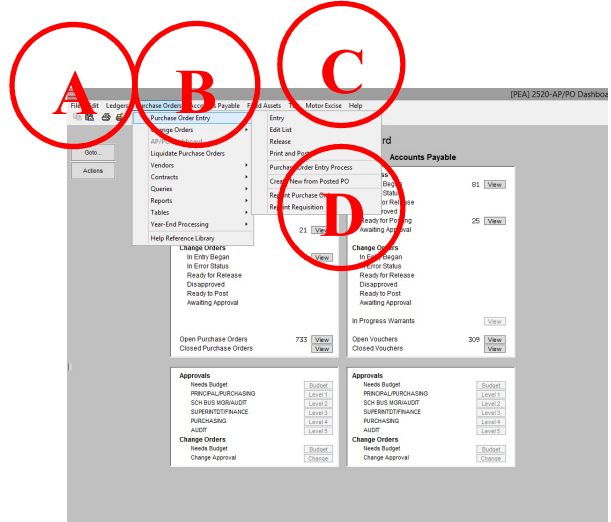 A B C D
[PEA] 2520-AP/PO Dashboa
File Edit Ledgers Purchase Orders Accounts Payable Fixed Assets Motor Excise Help
Purchase Order Entry
Change Orders
AP/PO Dashboard
Liquidate Purchase Orders
Vendors
Contracts
Queries
Reports
Tables
Year-End Processing
Help Reference Library
Entry
Edit List
Release
Print and Post
Purchase Order Entry Process
Create New from Posted PO
Reprint Purchase Orders
Reprint Requisition
Goto...
Actions
rd
Accounts Payable
81 View
Ready for Posting 25 View
Awaiting Approval
21 View
Change Orders
In Entry Began View
In Error Status
Ready for Release
Disapproved
Ready to Post
Awaiting Approval
Open Purchase Orders 733 View
Closed Purchase Orders View
Change Orders
In Entry Began
In Error Status
Ready for Release
Disapproved
Ready to Post
Awaiting Approval
In Progress Warrants View
Open Vouchers 309 View
Closed Vouchers View
Approvals
Needs Budget Budget
PRINCIPAL/PURCHASING Level 1
SCH BUS MGR/AUDIT Level 2
SUPERINTDT/FINANCE Level 3
PURCHASING Level 4
AUDIT Level 5
Change Orders
Needs Budget Budget
Change Approval Change
Approvals
Needs Budget Budget
PRINCIPAL/PURCHASING Level 1
SCH BUS MGR/AUDIT Level 2
SUPERINTDT/FINANCE Level 3
PURCHASING Level 4
AUDIT Level 5
Change Orders
Needs Budget Budget
Change Approval Change